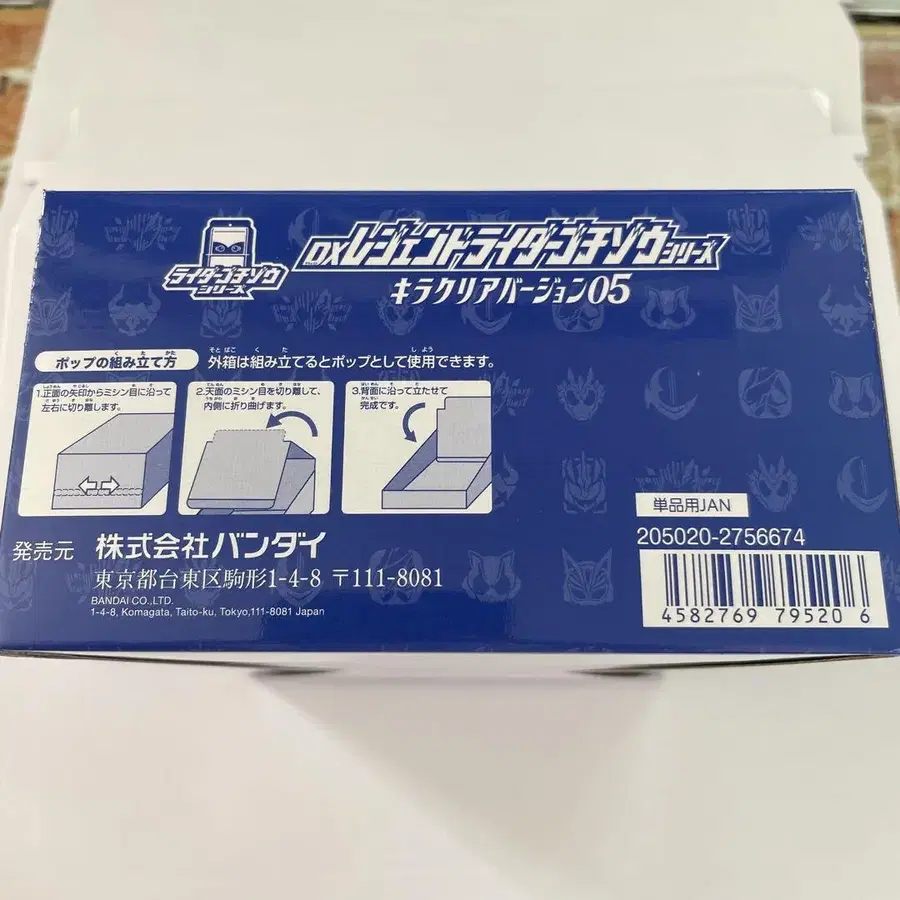 ライダーゴチゾウ
シリーズ
DXレジェンドライダーゴチゾウシリーズ
キラクリアバージョン05
ポップの組み立て方
外箱は組み立てるとポップとして使用できます。
1.正面の矢印からミシン目に沿って
左右に切り離します。
2.天面のミシン目を切り離して、
内側に折り曲げます。
3.背面に沿って立たせて
完成です。
単品用JAN
205020-2756674
4582769 795206
発売元 株式会社バンダイ
東京都台東区駒形1-4-8 〒111-8081
BANDAI CO.,LTD.
1-4-8, Komagata, Taito-ku, Tokyo,111-8081 Japan